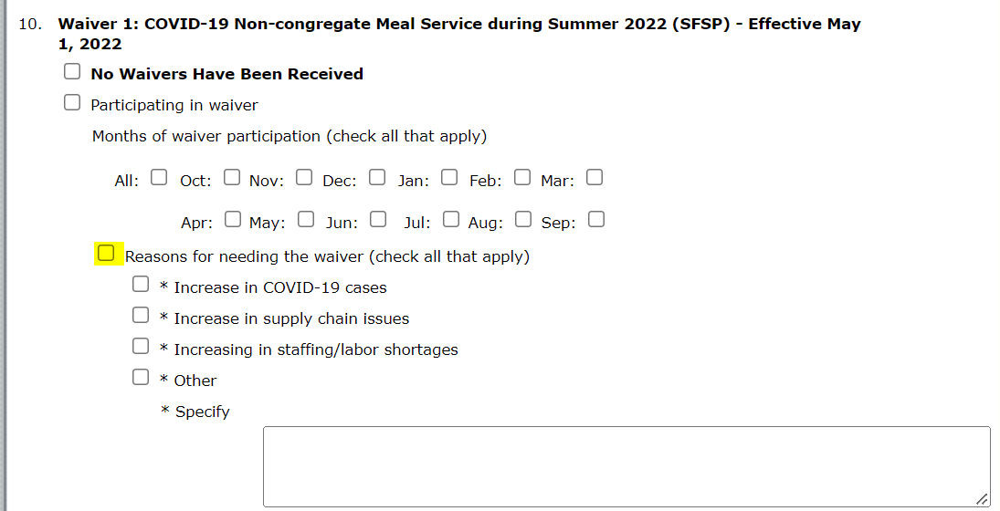 10. Waiver 1: COVID-19 Non-congregate Meal Service during Summer 2022 (SFSP) - Effective May
1, 2022
No Waivers Have Been Received
Participating in waiver
Months of waiver participation (check all that apply)
All: Oct: Nov: Dec: Jan: Feb: Mar:
Apr: May: Jun: Jul: Aug: Sep:
Reasons for needing the waiver (check all that apply)
* Increase in COVID-19 cases
* Increase in supply chain issues
* Increasing in staffing/labor shortages
* Other
* Specify